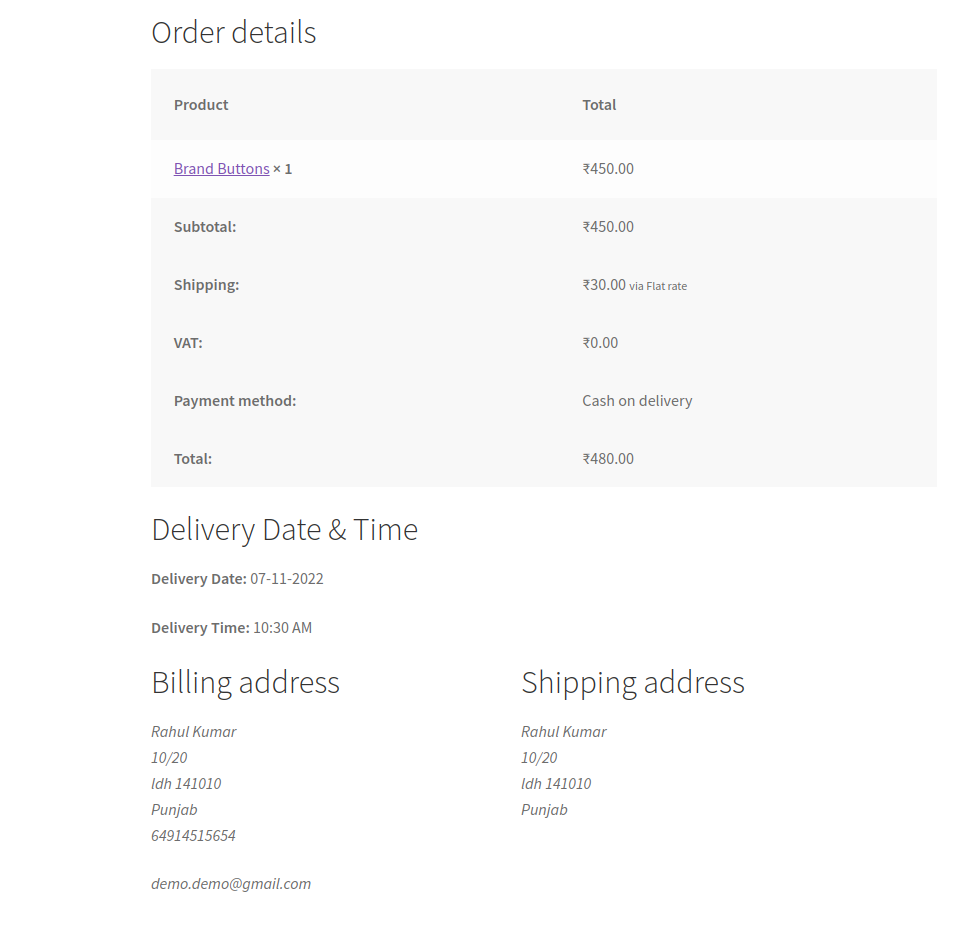 Order details
Product Total
Brand Buttons × 1 ₹450.00
Subtotal: ₹450.00
Shipping: ₹30.00 via Flat rate
VAT: ₹0.00
Payment method: Cash on delivery
Total: ₹480.00
Delivery Date & Time
Delivery Date: 07-11-2022
Delivery Time: 10:30 AM
Billing address
Rahul Kumar
10/20
ldh 141010
Punjab
64914515654
demo.demo@gmail.com
Shipping address
Rahul Kumar
10/20
ldh 141010
Punjab